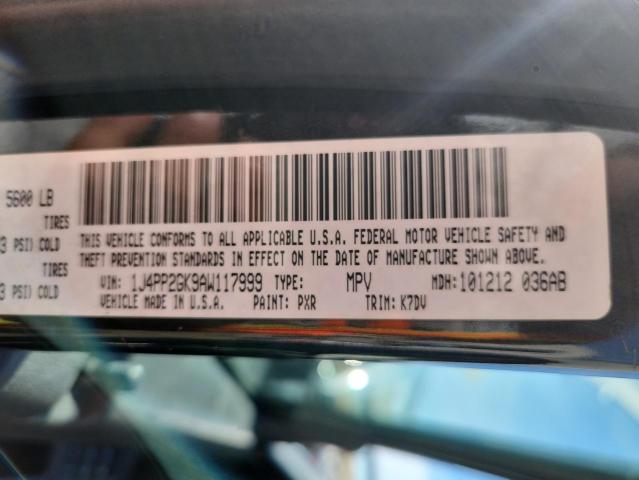 5600 LB
TIRES
3 PSI) COLD
TIRES
3 PSI) COLD
THIS VEHICLE CONFORMS TO ALL APPLICABLE U.S.A. FEDERAL MOTOR VEHICLE SAFETY AND
THEFT PREVENTION STANDARDS IN EFFECT ON THE DATE OF MANUFACTURE SHOWN ABOVE.
VIN: 1J4PP2GK9AW117999 TYPE: MPV MDH: 101212 036AB
VEHICLE MADE IN U.S.A. PAINT: PXR TRIM: K7DV